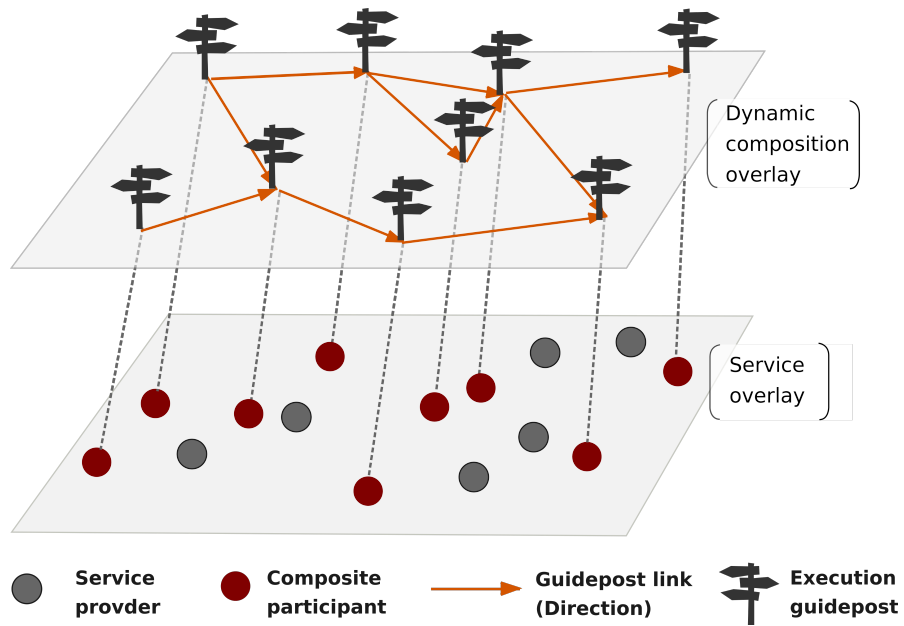 Dynamic
composition
overlay
Service
overlay
Service
provder
Composite
participant
Guidepost link
(Direction)
Execution
guidepost